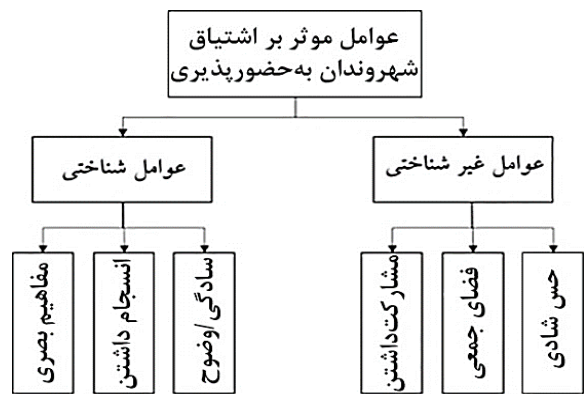 عوامل موثر بر اشتیاق
شهروندان به‌حضورپذیری
عوامل غیر شناختی
عوامل شناختی
حس شادی
فضای جمعی
مشارکت‌داشتن
سادگی/وضوح
انسجام داشتن
مفاهیم بصری